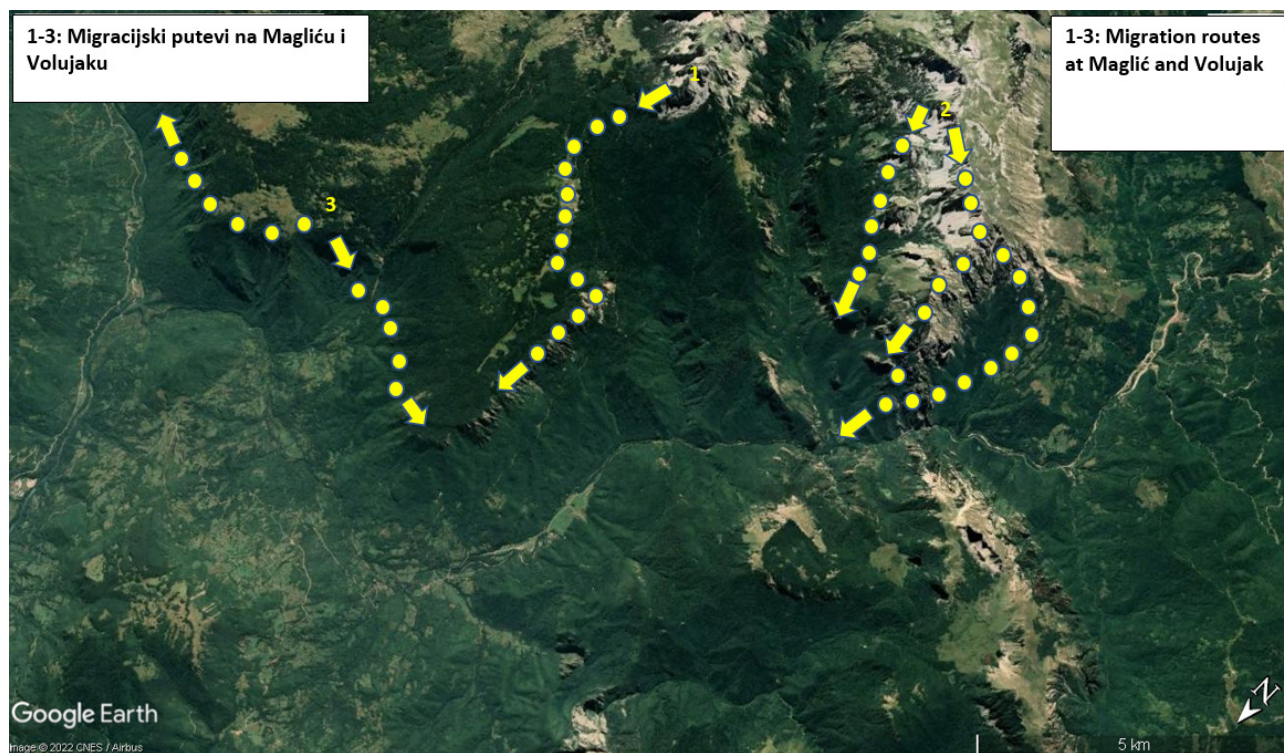 1-3: Migracijski putevi na Magliću i
Volujaku
1-3: Migration routes
at Maglić and Volujak
1
2
3
N
Google Earth
Image © 2022 CNES / Airbus
5 km